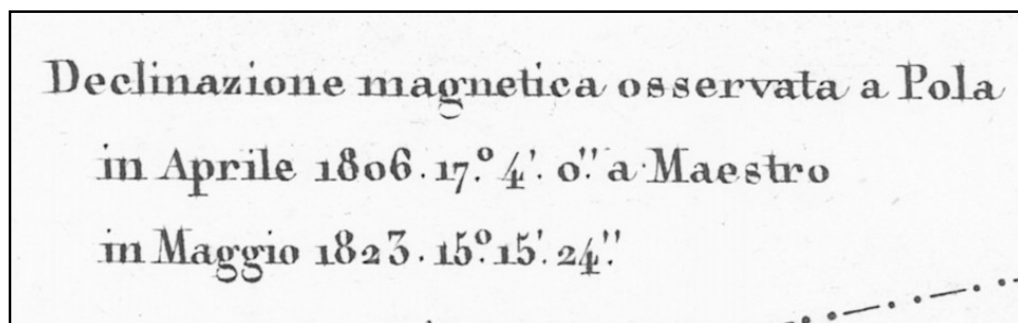 Declinazione magnetica osservata a Pola
in Aprile 1806. 17.° 4'. 0." a Maestro
in Maggio 1823. 15.° 15'. 24."